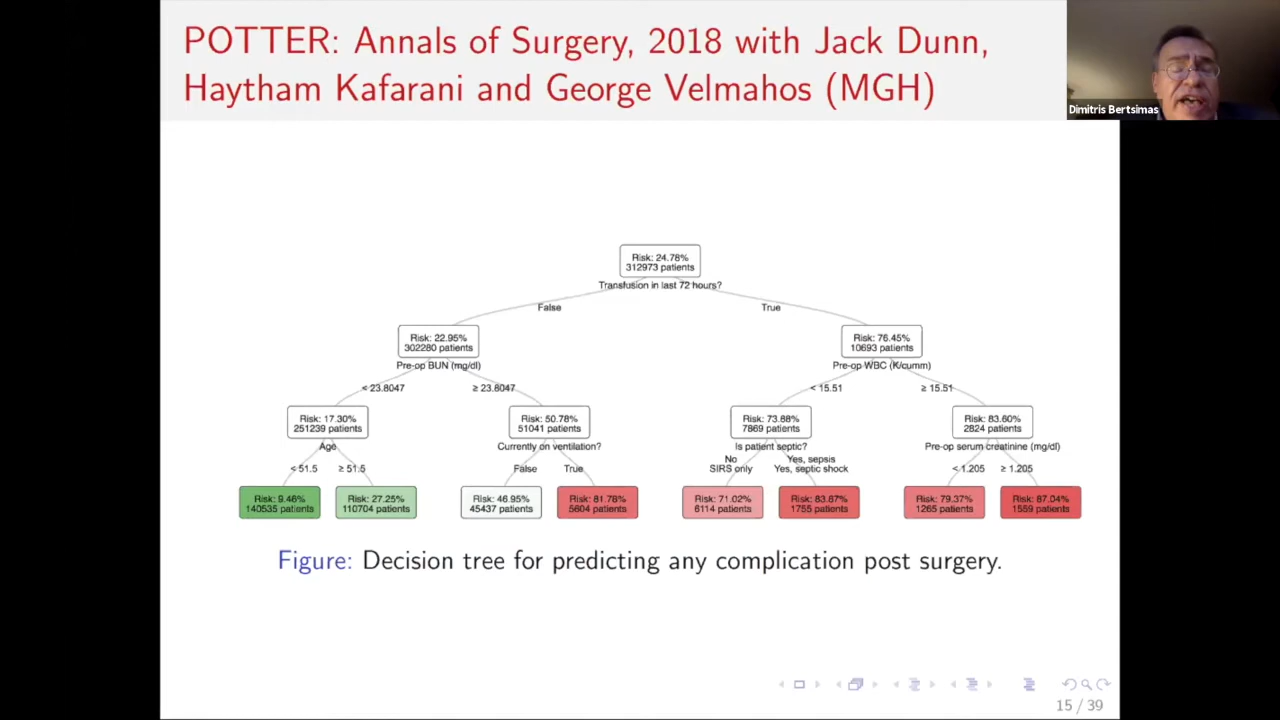 POTTER: Annals of Surgery, 2018 with Jack Dunn,
Haytham Kafarani and George Velmahos (MGH)
Dimitris Bertsimas
Risk: 24.78%
312973 patients
Transfusion in last 72 hours?
False
True
Risk: 22.95%
302280 patients
Pre-op BUN (mg/dl)
Risk: 76.45%
10693 patients
Pre-op WBC (K/cumm)
< 23.8047
≥ 23.8047
< 15.51
≥ 15.51
Risk: 17.30%
251239 patients
Age
Risk: 50.78%
51041 patients
Currently on ventilation?
Risk: 73.88%
7869 patients
Is patient septic?
Risk: 83.60%
2824 patients
Pre-op serum creatinine (mg/dl)
< 51.5
≥ 51.5
False
True
No
SIRS only
Yes, sepsis
Yes, septic shock
< 1.205
≥ 1.205
Risk: 9.46%
140535 patients
Risk: 27.25%
110704 patients
Risk: 46.95%
45437 patients
Risk: 81.78%
5604 patients
Risk: 71.02%
6114 patients
Risk: 83.87%
1755 patients
Risk: 79.37%
1265 patients
Risk: 87.04%
1559 patients
Figure: Decision tree for predicting any complication post surgery.
15 / 39